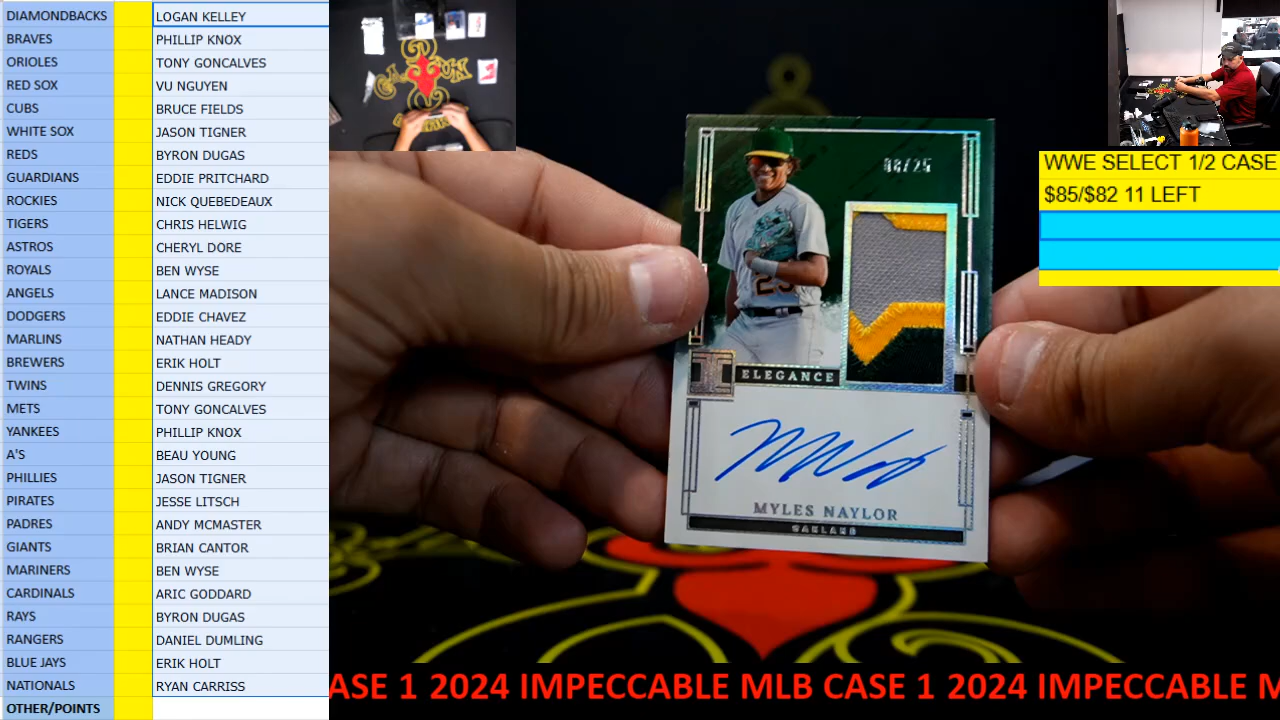 DIAMONDBACKS LOGAN KELLEY
BRAVES PHILLIP KNOX
ORIOLES TONY GONCALVES
RED SOX VU NGUYEN
CUBS BRUCE FIELDS
WHITE SOX JASON TIGNER
REDS BYRON DUGAS
GUARDIANS EDDIE PRITCHARD
ROCKIES NICK QUEBEDEAUX
TIGERS CHRIS HELWIG
ASTROS CHERYL DORE
ROYALS BEN WYSE
ANGELS LANCE MADISON
DODGERS EDDIE CHAVEZ
MARLINS NATHAN HEADY
BREWERS ERIK HOLT
TWINS DENNIS GREGORY
METS TONY GONCALVES
YANKEES PHILLIP KNOX
A'S BEAU YOUNG
PHILLIES JASON TIGNER
PIRATES JESSE LITSCH
PADRES ANDY MCMASTER
GIANTS BRIAN CANTOR
MARINERS BEN WYSE
CARDINALS ARIC GODDARD
RAYS BYRON DUGAS
RANGERS DANIEL DUMLING
BLUE JAYS ERIK HOLT
NATIONALS RYAN CARRISS
OTHER/POINTS
WWE SELECT 1/2 CASE
$85/$82 11 LEFT
08/25
ELEGANCE
MYLES NAYLOR
OAKLAND
ASE 1 2024 IMPECCABLE MLB CASE 1 2024 IMPECCABLE M